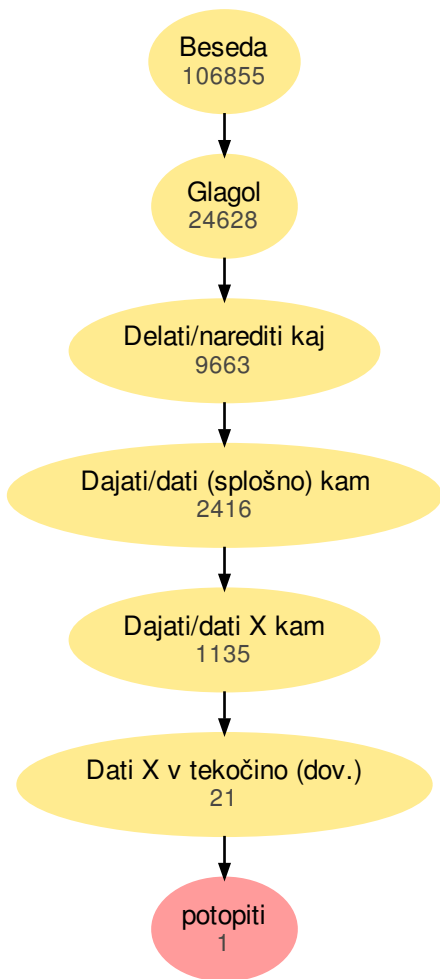 Beseda
106855
Glagol
24628
Delati/narediti kaj
9663
Dajati/dati (splošno) kam
2416
Dajati/dati X kam
1135
Dati X v tekočino (dov.)
21
potopiti
1